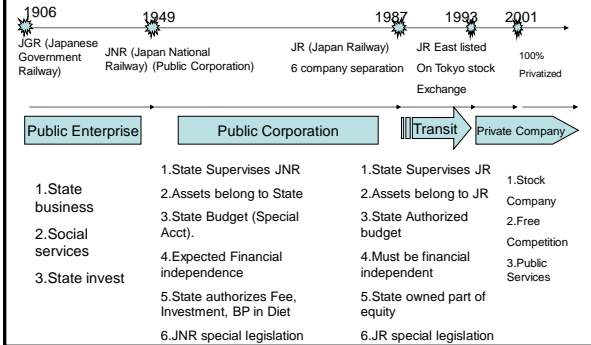 1906
1949
1987
1993
2001
JGR (Japanese
Government
Railway)
JNR (Japan National
Railway) (Public Corporation)
JR (Japan Railway)
6 company separation
JR East listed
On Tokyo stock
Exchange
100%
Privatized
Public Enterprise
Public Corporation
Transit
Private Company
1.State
business
2.Social
services
3.State invest
1.State Supervises JNR
2.Assets belong to State
3.State Budget (Special
Acct).
4.Expected Financial
independence
5.State authorizes Fee,
Investment, BP in Diet
6.JNR special legislation
1.State Supervises JR
2.Assets belong to JR
3.State Authorized
budget
4.Must be financial
independent
5.State owned part of
equity
6.JR special legislation
1.Stock
Company
2.Free
Competition
3.Public
Services